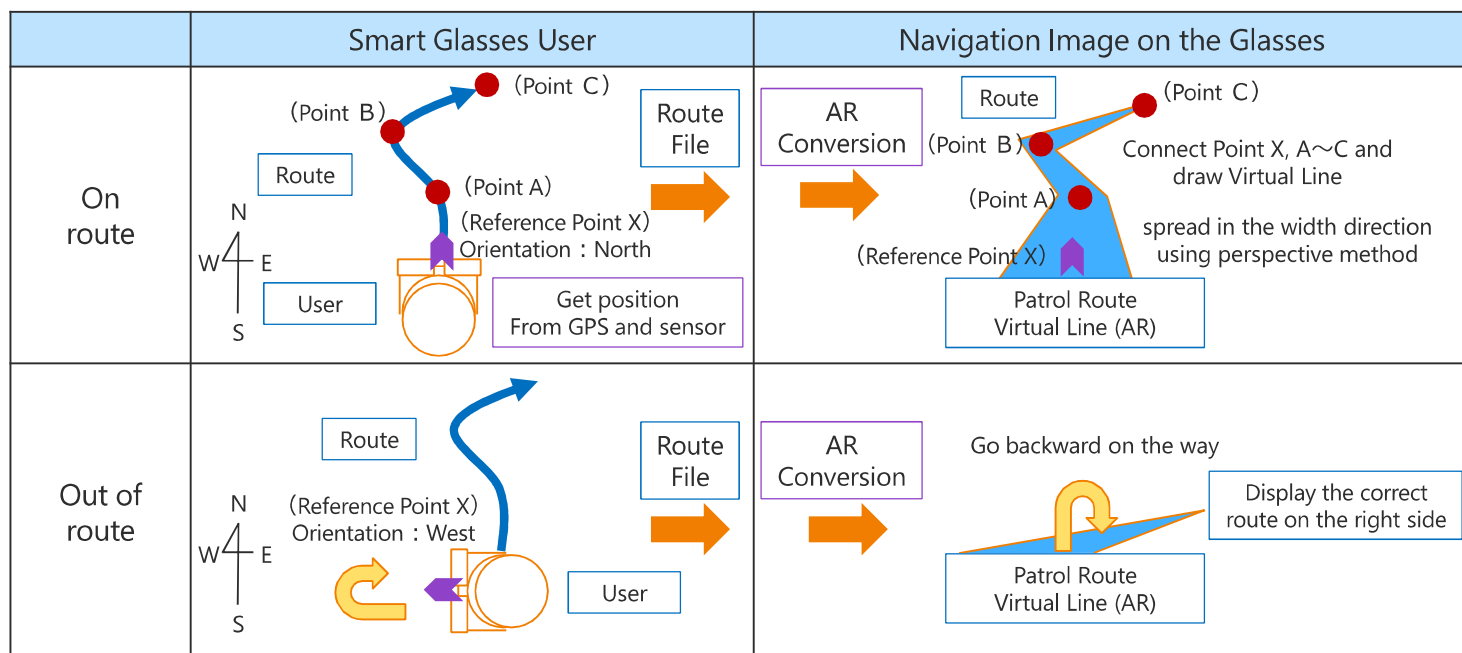 Smart Glasses User
Navigation Image on the Glasses
On
route
N
W
E
S
Route
User
(Point C)
(Point B)
(Point A)
(Reference Point X)
Orientation : North
Get position
From GPS and sensor
Route
File
AR
Conversion
Route
(Point C)
(Point B)
(Point A)
(Reference Point X)
Connect Point X, A～C and
draw Virtual Line
spread in the width direction
using perspective method
Patrol Route
Virtual Line (AR)
Out of
route
N
W
E
S
Route
(Reference Point X)
Orientation : West
User
Route
File
AR
Conversion
Go backward on the way
Display the correct
route on the right side
Patrol Route
Virtual Line (AR)